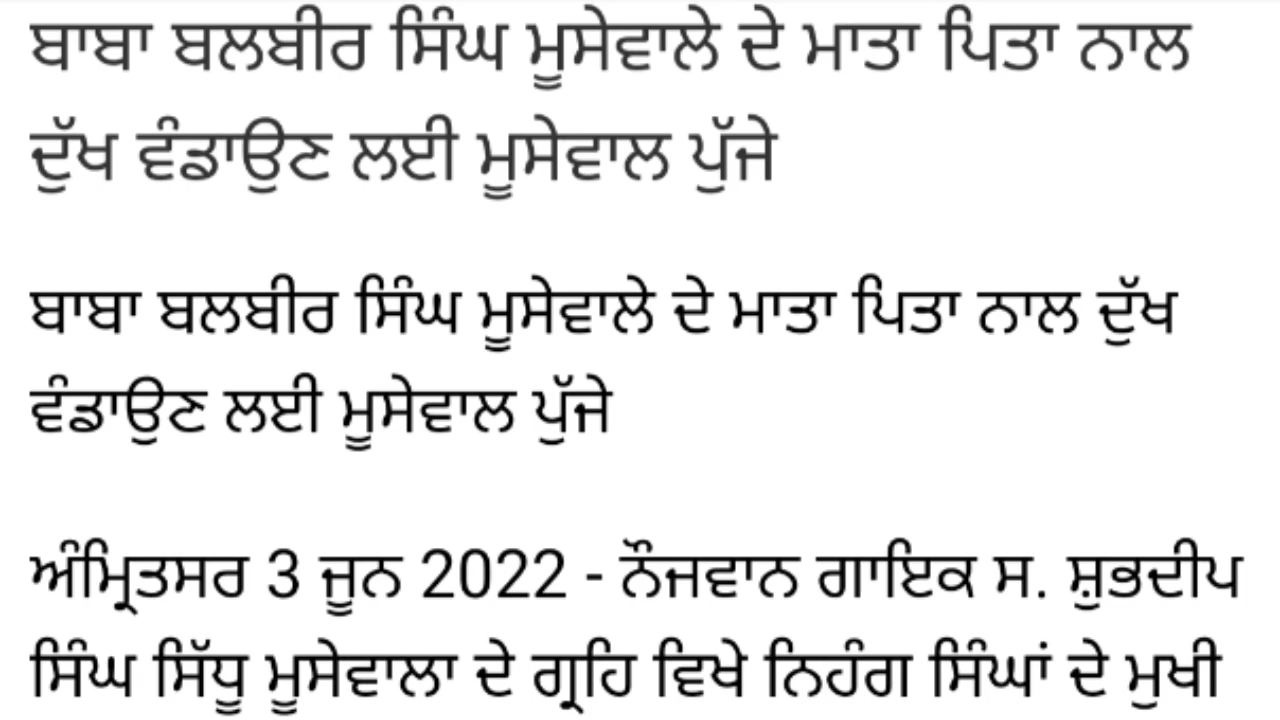 ਬਾਬਾ ਬਲਬੀਰ ਸਿੰਘ ਮੂਸੇਵਾਲੇ ਦੇ ਮਾਤਾ ਪਿਤਾ ਨਾਲ
ਦੁੱਖ ਵੰਡਾਉਣ ਲਈ ਮੂਸੇਵਾਲ ਪੁੱਜੇ
ਬਾਬਾ ਬਲਬੀਰ ਸਿੰਘ ਮੂਸੇਵਾਲੇ ਦੇ ਮਾਤਾ ਪਿਤਾ ਨਾਲ ਦੁੱਖ
ਵੰਡਾਉਣ ਲਈ ਮੂਸੇਵਾਲ ਪੁੱਜੇ
ਅੰਮ੍ਰਿਤਸਰ 3 ਜੂਨ 2022 - ਨੌਜਵਾਨ ਗਾਇਕ ਸ. ਸ਼ੁਭਦੀਪ
ਸਿੰਘ ਸਿੱਧੂ ਮੂਸੇਵਾਲਾ ਦੇ ਗ੍ਰਹਿ ਵਿਖੇ ਨਿਹੰਗ ਸਿੰਘਾਂ ਦੇ ਮੁਖੀ